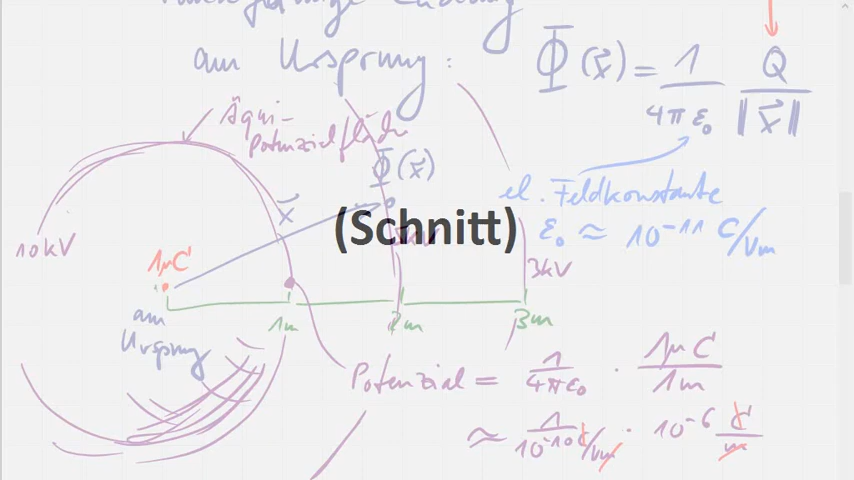 am Ursprung:
Φ(x⃗) = 1/4πε₀ Q/‖x⃗‖
Äqui-
potenzialfläche
Φ(x⃗)
x⃗
el. Feldkonstante
(Schnitt)
ε₀ ≈ 10⁻¹¹ C/Vm
10kV
3kV
1µC
am
Ursprung
1m
2m
3m
Potenzial = 1/4πε₀ · 1µC/1m
≈ 1/10⁻¹⁰ C/Vm · 10⁻⁶ C/m